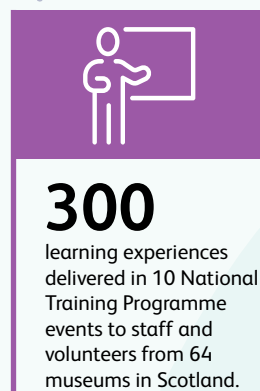 300
learning experiences
delivered in 10 National
Training Programme
events to staff and
volunteers from 64
museums in Scotland.